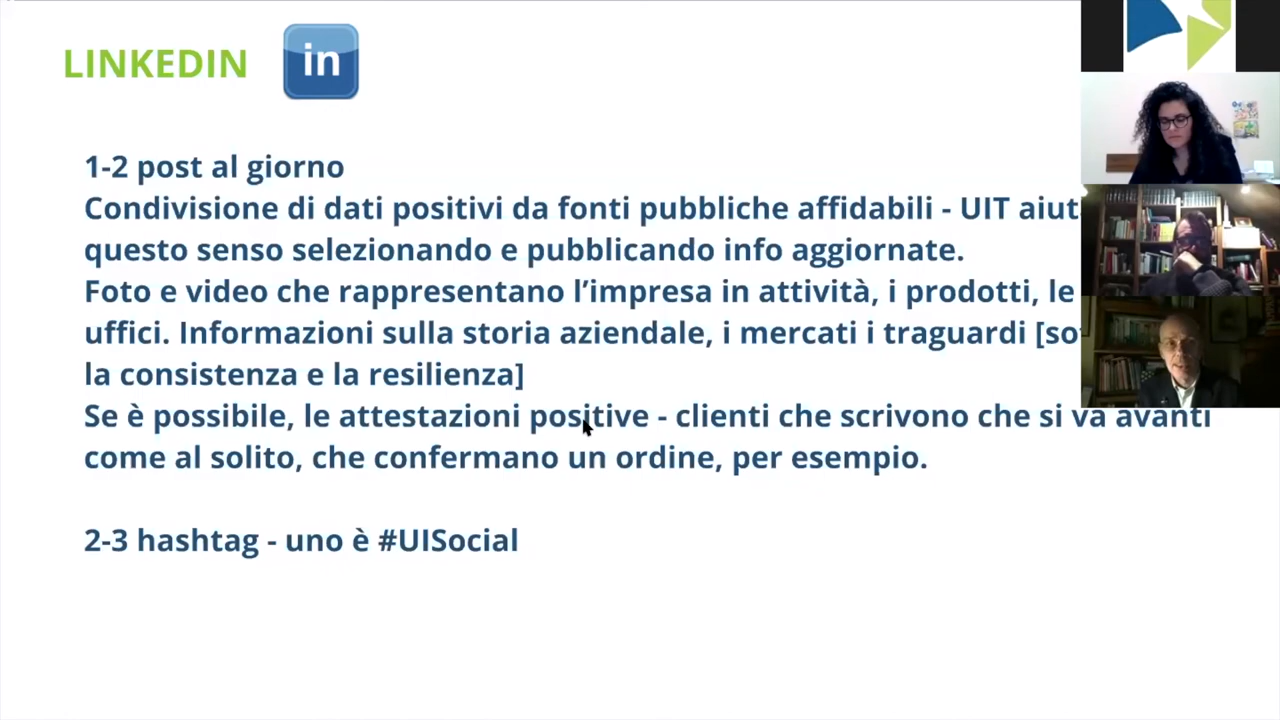 LINKEDIN in
1-2 post al giorno
Condivisione di dati positivi da fonti pubbliche affidabili - UIT
questo senso selezionando e pubblicando info aggiornate.
Foto e video che rappresentano l’impresa in attività, i prodotti, le
uffici. Informazioni sulla storia aziendale, i mercati i traguardi
la consistenza e la resilienza]
Se è possibile, le attestazioni positive - clienti che scrivono che si va avanti
come al solito, che confermano un ordine, per esempio.
2-3 hashtag - uno è #UISocial